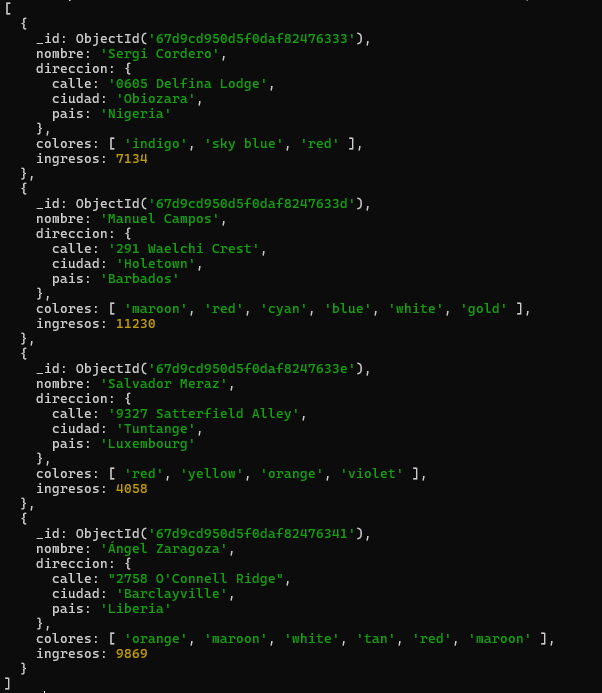 [
  {
    _id: ObjectId('67d9cd950d5f0daf82476333'),
    nombre: 'Sergi Cordero',
    direccion: {
      calle: '0605 Delfina Lodge',
      ciudad: 'Obiozara',
      pais: 'Nigeria'
    },
    colores: [ 'indigo', 'sky blue', 'red' ],
    ingresos: 7134
  },
  {
    _id: ObjectId('67d9cd950d5f0daf8247633d'),
    nombre: 'Manuel Campos',
    direccion: {
      calle: '291 Waelchi Crest',
      ciudad: 'Holetown',
      pais: 'Barbados'
    },
    colores: [ 'maroon', 'red', 'cyan', 'blue', 'white', 'gold' ],
    ingresos: 11230
  },
  {
    _id: ObjectId('67d9cd950d5f0daf8247633e'),
    nombre: 'Salvador Meraz',
    direccion: {
      calle: '9327 Satterfield Alley',
      ciudad: 'Tuntange',
      pais: 'Luxembourg'
    },
    colores: [ 'red', 'yellow', 'orange', 'violet' ],
    ingresos: 4058
  },
  {
    _id: ObjectId('67d9cd950d5f0daf82476341'),
    nombre: 'Ángel Zaragoza',
    direccion: {
      calle: "2758 O'Connell Ridge",
      ciudad: 'Barclayville',
      pais: 'Liberia'
    },
    colores: [ 'orange', 'maroon', 'white', 'tan', 'red', 'maroon' ],
    ingresos: 9869
  }
]